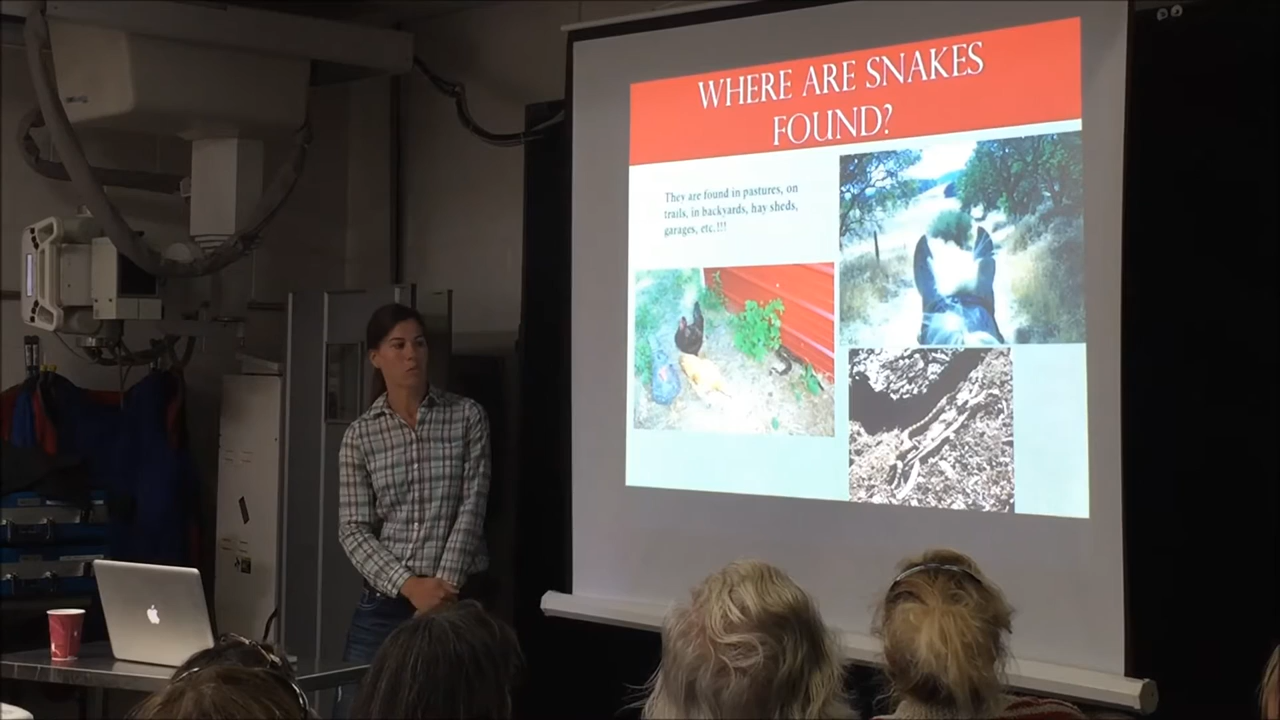 WHERE ARE SNAKES
FOUND?
They are found in pastures, on
trails, in backyards, hay sheds,
garages, etc.!!!